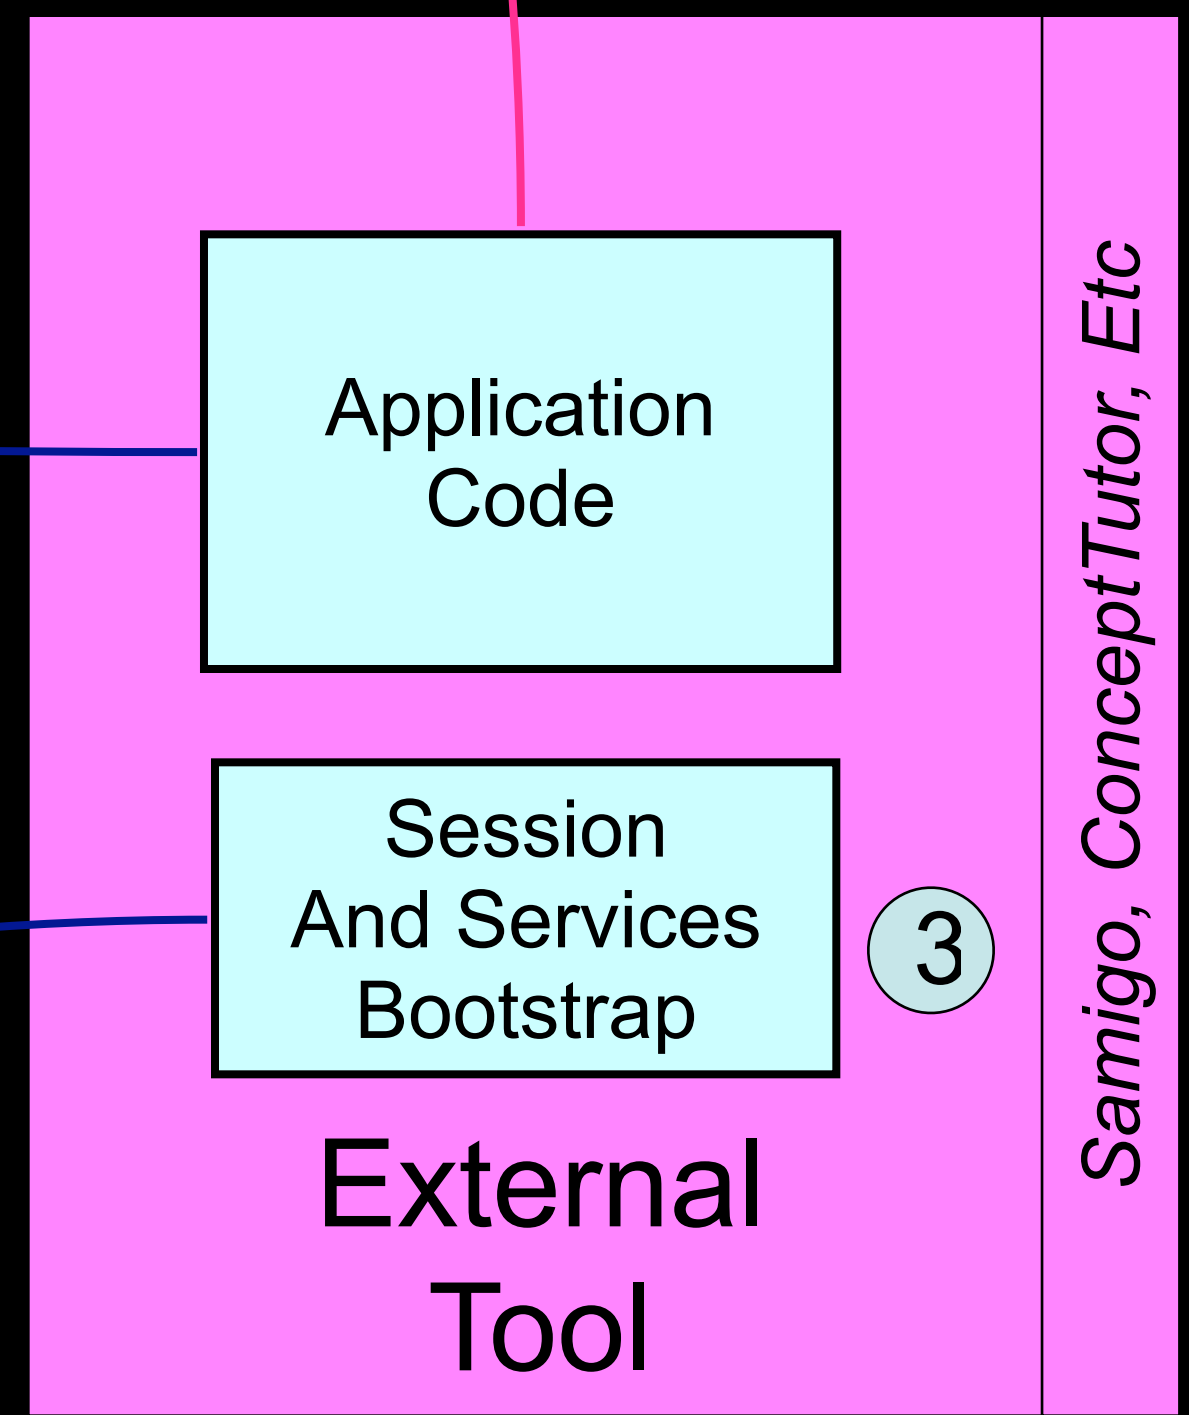 Application
Code
Session
And Services
Bootstrap
3
External
Tool
Samigo, ConceptTutor, Etc